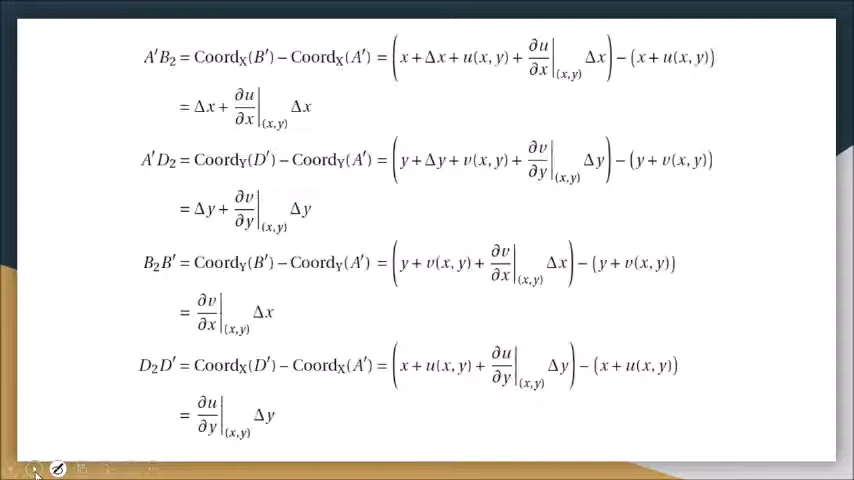 A′B₂ = Coord_X(B′) − Coord_X(A′) = (x + Δx + u(x, y) + ∂u/∂x|_(x,y) Δx) − (x + u(x, y))
= Δx + ∂u/∂x|_(x,y) Δx
A′D₂ = Coord_Y(D′) − Coord_Y(A′) = (y + Δy + v(x, y) + ∂v/∂y|_(x,y) Δy) − (y + v(x, y))
= Δy + ∂v/∂y|_(x,y) Δy
B₂B′ = Coord_Y(B′) − Coord_Y(A′) = (y + v(x, y) + ∂v/∂x|_(x,y) Δx) − (y + v(x, y))
= ∂v/∂x|_(x,y) Δx
D₂D′ = Coord_X(D′) − Coord_X(A′) = (x + u(x, y) + ∂u/∂y|_(x,y) Δy) − (x + u(x, y))
= ∂u/∂y|_(x,y) Δy